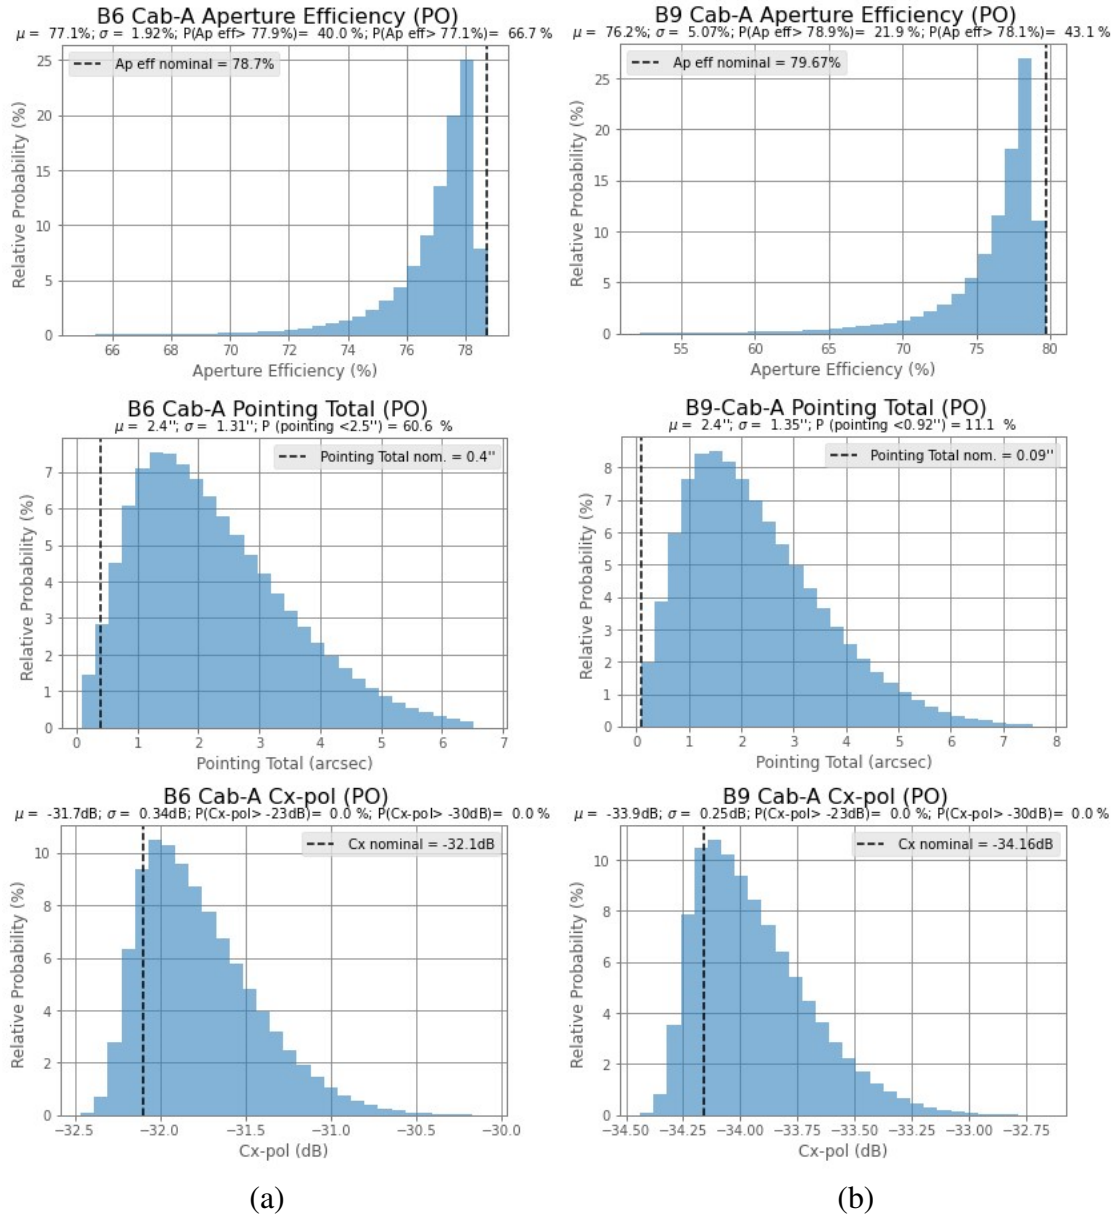 B6 Cab-A Aperture Efficiency (PO)
μ = 77.1%; σ = 1.92%; P(Ap eff> 77.9%)= 40.0 %; P(Ap eff> 77.1%)= 66.7 %
Ap eff nominal = 78.7%
Relative Probability (%)
25
20
15
10
5
0
66 68 70 72 74 76 78
Aperture Efficiency (%)
B9 Cab-A Aperture Efficiency (PO)
μ = 76.2%; σ = 5.07%; P(Ap eff> 78.9%)= 21.9 %; P(Ap eff> 78.1%)= 43.1 %
Ap eff nominal = 79.67%
Relative Probability (%)
25
20
15
10
5
0
55 60 65 70 75 80
Aperture Efficiency (%)
B6 Cab-A Pointing Total (PO)
μ = 2.4''; σ = 1.31''; P (pointing <2.5'') = 60.6 %
Pointing Total nom. = 0.4''
Relative Probability (%)
7
6
5
4
3
2
1
0
0 1 2 3 4 5 6 7
Pointing Total (arcsec)
B9-Cab-A Pointing Total (PO)
μ = 2.4''; σ = 1.35''; P (pointing <0.92'') = 11.1 %
Pointing Total nom. = 0.09''
Relative Probability (%)
8
7
6
5
4
3
2
1
0
0 1 2 3 4 5 6 7 8
Pointing Total (arcsec)
B6 Cab-A Cx-pol (PO)
μ = -31.7dB; σ = 0.34dB; P(Cx-pol> -23dB)= 0.0 %; P(Cx-pol> -30dB)= 0.0 %
Cx nominal = -32.1dB
Relative Probability (%)
10
8
6
4
2
0
−32.5 −32.0 −31.5 −31.0 −30.5 −30.0
Cx-pol (dB)
B9 Cab-A Cx-pol (PO)
μ = -33.9dB; σ = 0.25dB; P(Cx-pol> -23dB)= 0.0 %; P(Cx-pol> -30dB)= 0.0 %
Cx nominal = -34.16dB
Relative Probability (%)
10
8
6
4
2
0
−34.50 −34.25 −34.00 −33.75 −33.50 −33.25 −33.00 −32.75
Cx-pol (dB)
(a)
(b)